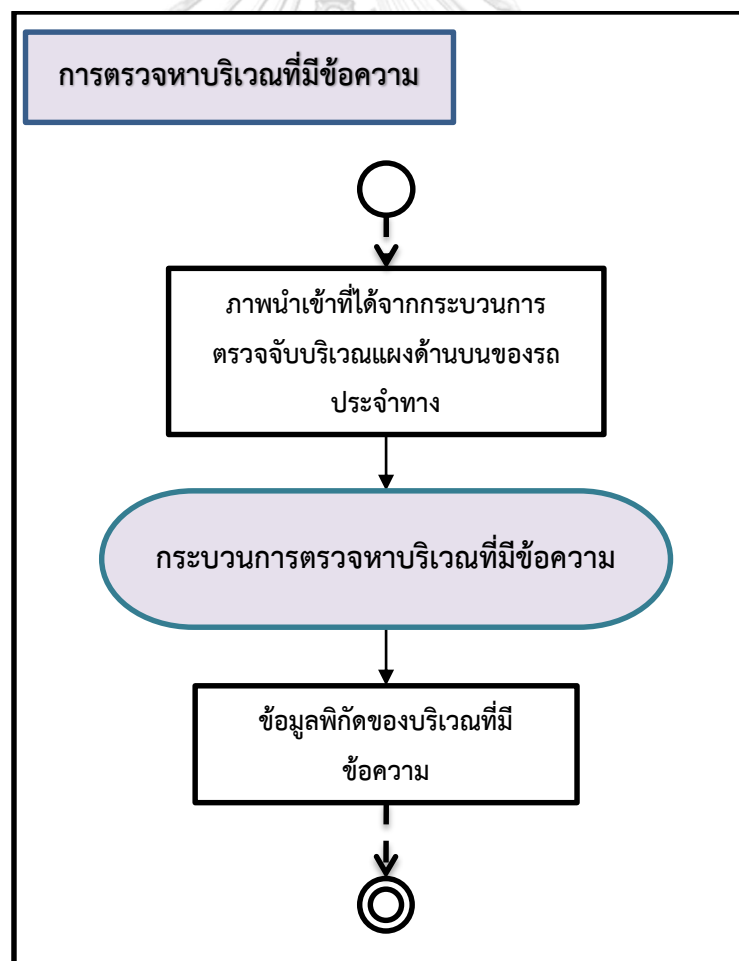 การตรวจหาบริเวณที่มีข้อความ
ภาพนำเข้าที่ได้จากกระบวนการ
ตรวจจับบริเวณแผงด้านบนของรถ
ประจำทาง
กระบวนการตรวจหาบริเวณที่มีข้อความ
ข้อมูลพิกัดของบริเวณที่มี
ข้อความ